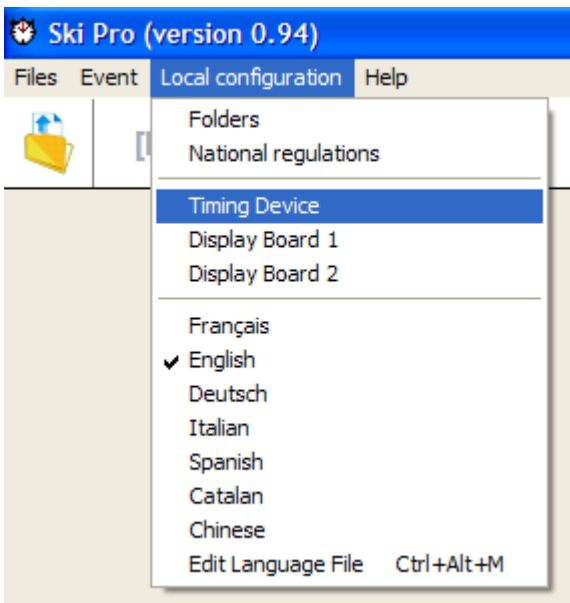 Ski Pro (version 0.94)
Files Event Local configuration Help
Folders
National regulations
Timing Device
Display Board 1
Display Board 2
Français
English
Deutsch
Italian
Spanish
Catalan
Chinese
Edit Language File Ctrl+Alt+M